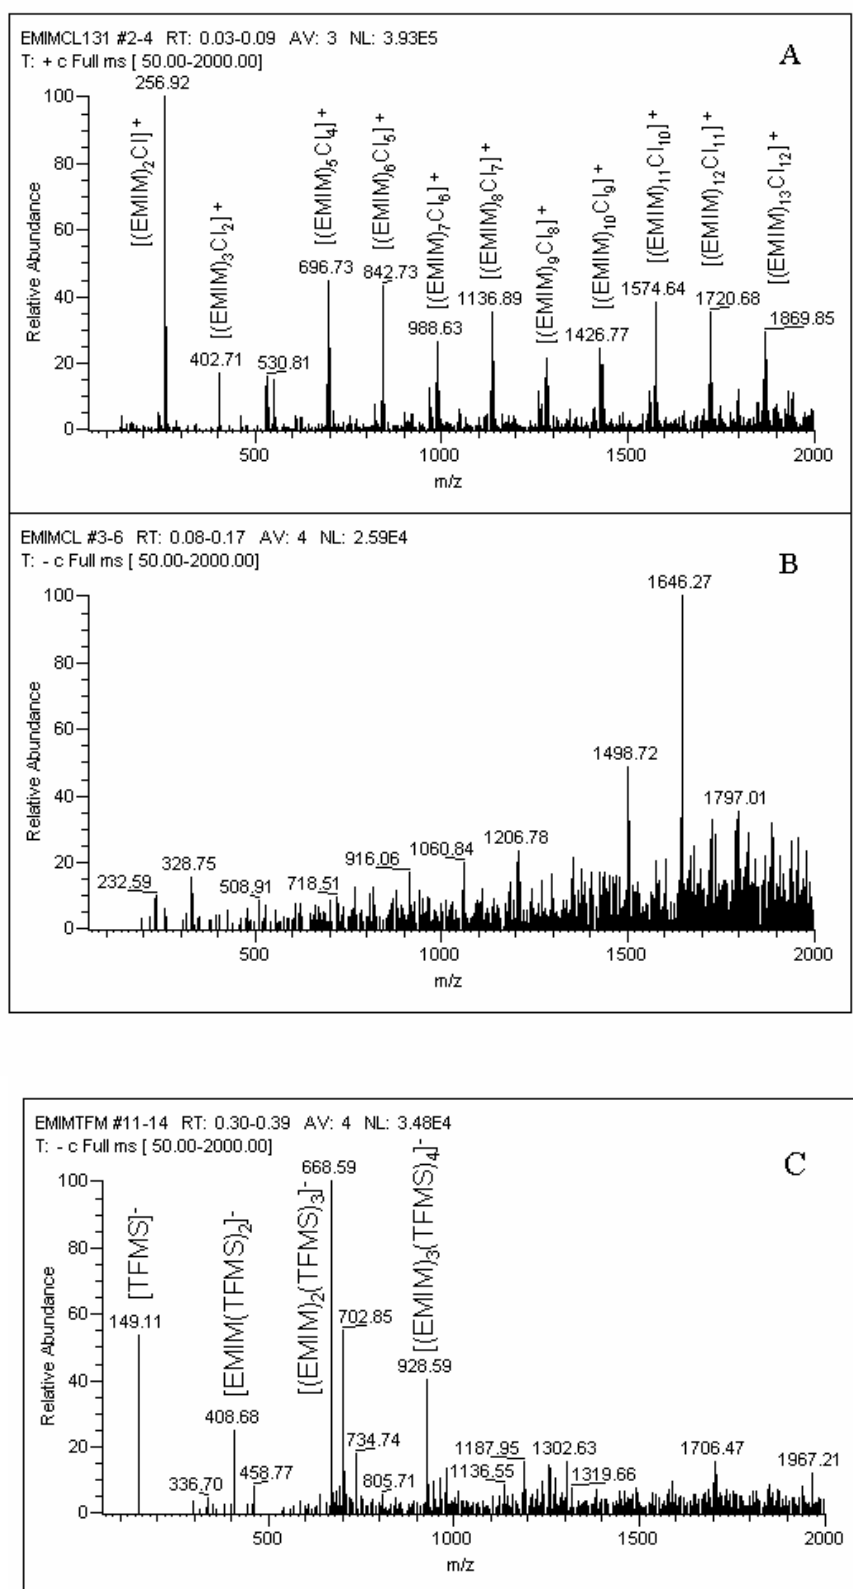 EMIMCL131 #2-4 RT: 0.03-0.09 AV: 3 NL: 3.93E5
T: + c Full ms [ 50.00-2000.00]
A
256.92
[(EMIM)2Cl]+
[(EMIM)3Cl2]+
[(EMIM)5Cl4]+
[(EMIM)6Cl5]+
[(EMIM)7Cl6]+
[(EMIM)8Cl7]+
[(EMIM)9Cl8]+
[(EMIM)10Cl9]+
[(EMIM)11Cl10]+
[(EMIM)12Cl11]+
[(EMIM)13Cl12]+
402.71
530.81
696.73
842.73
988.63
1136.89
1426.77
1574.64
1720.68
1869.85
Relative Abundance
100
80
60
40
20
0
500
1000
1500
2000
m/z
EMIMCL #3-6 RT: 0.08-0.17 AV: 4 NL: 2.59E4
T: - c Full ms [ 50.00-2000.00]
B
232.59
328.75
508.91
718.51
916.06
1060.84
1206.78
1498.72
1646.27
1797.01
Relative Abundance
100
80
60
40
20
0
500
1000
1500
2000
m/z
EMIMTFM #11-14 RT: 0.30-0.39 AV: 4 NL: 3.48E4
T: - c Full ms [ 50.00-2000.00]
C
[TFMS]-
[EMIM(TFMS)2]-
[(EMIM)2(TFMS)3]-
[(EMIM)3(TFMS)4]-
149.11
336.70
408.68
458.77
668.59
702.85
734.74
805.71
928.59
1136.55
1187.95
1302.63
1319.66
1706.47
1967.21
Relative Abundance
100
80
60
40
20
0
500
1000
1500
2000
m/z